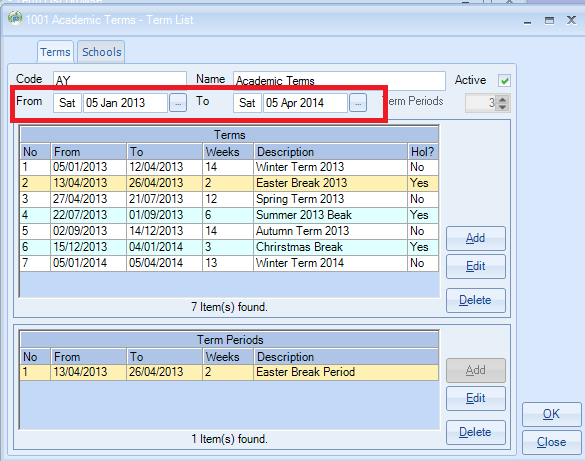 1001 Academic Terms - Term List
Terms Schools
Code AY Name Academic Terms Active
From Sat 05 Jan 2013 ... To Sat 05 Apr 2014 ... Term Periods 3
Terms
No From To Weeks Description Hol?
1 05/01/2013 12/04/2013 14 Winter Term 2013 No
2 13/04/2013 26/04/2013 2 Easter Break 2013 Yes
3 27/04/2013 21/07/2013 12 Spring Term 2013 No
4 22/07/2013 01/09/2013 6 Summer 2013 Beak Yes
5 02/09/2013 14/12/2013 14 Autumn Term 2013 No
6 15/12/2013 04/01/2014 3 Chrirstmas Break Yes
7 05/01/2014 05/04/2014 13 Winter Term 2014 No
Add
Edit
Delete
7 Item(s) found.
Term Periods
No From To Weeks Description
1 13/04/2013 26/04/2013 2 Easter Break Period
Add
Edit
Delete
1 Item(s) found.
OK
Close